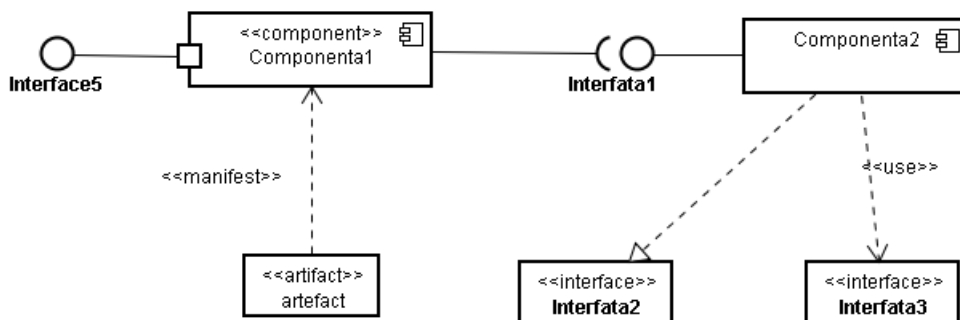 <<component>>
Componenta1
Componenta2
Interface5
Interfata1
<<manifest>>
<<use>>
<<artifact>>
artefact
<<interface>>
Interfata2
<<interface>>
Interfata3